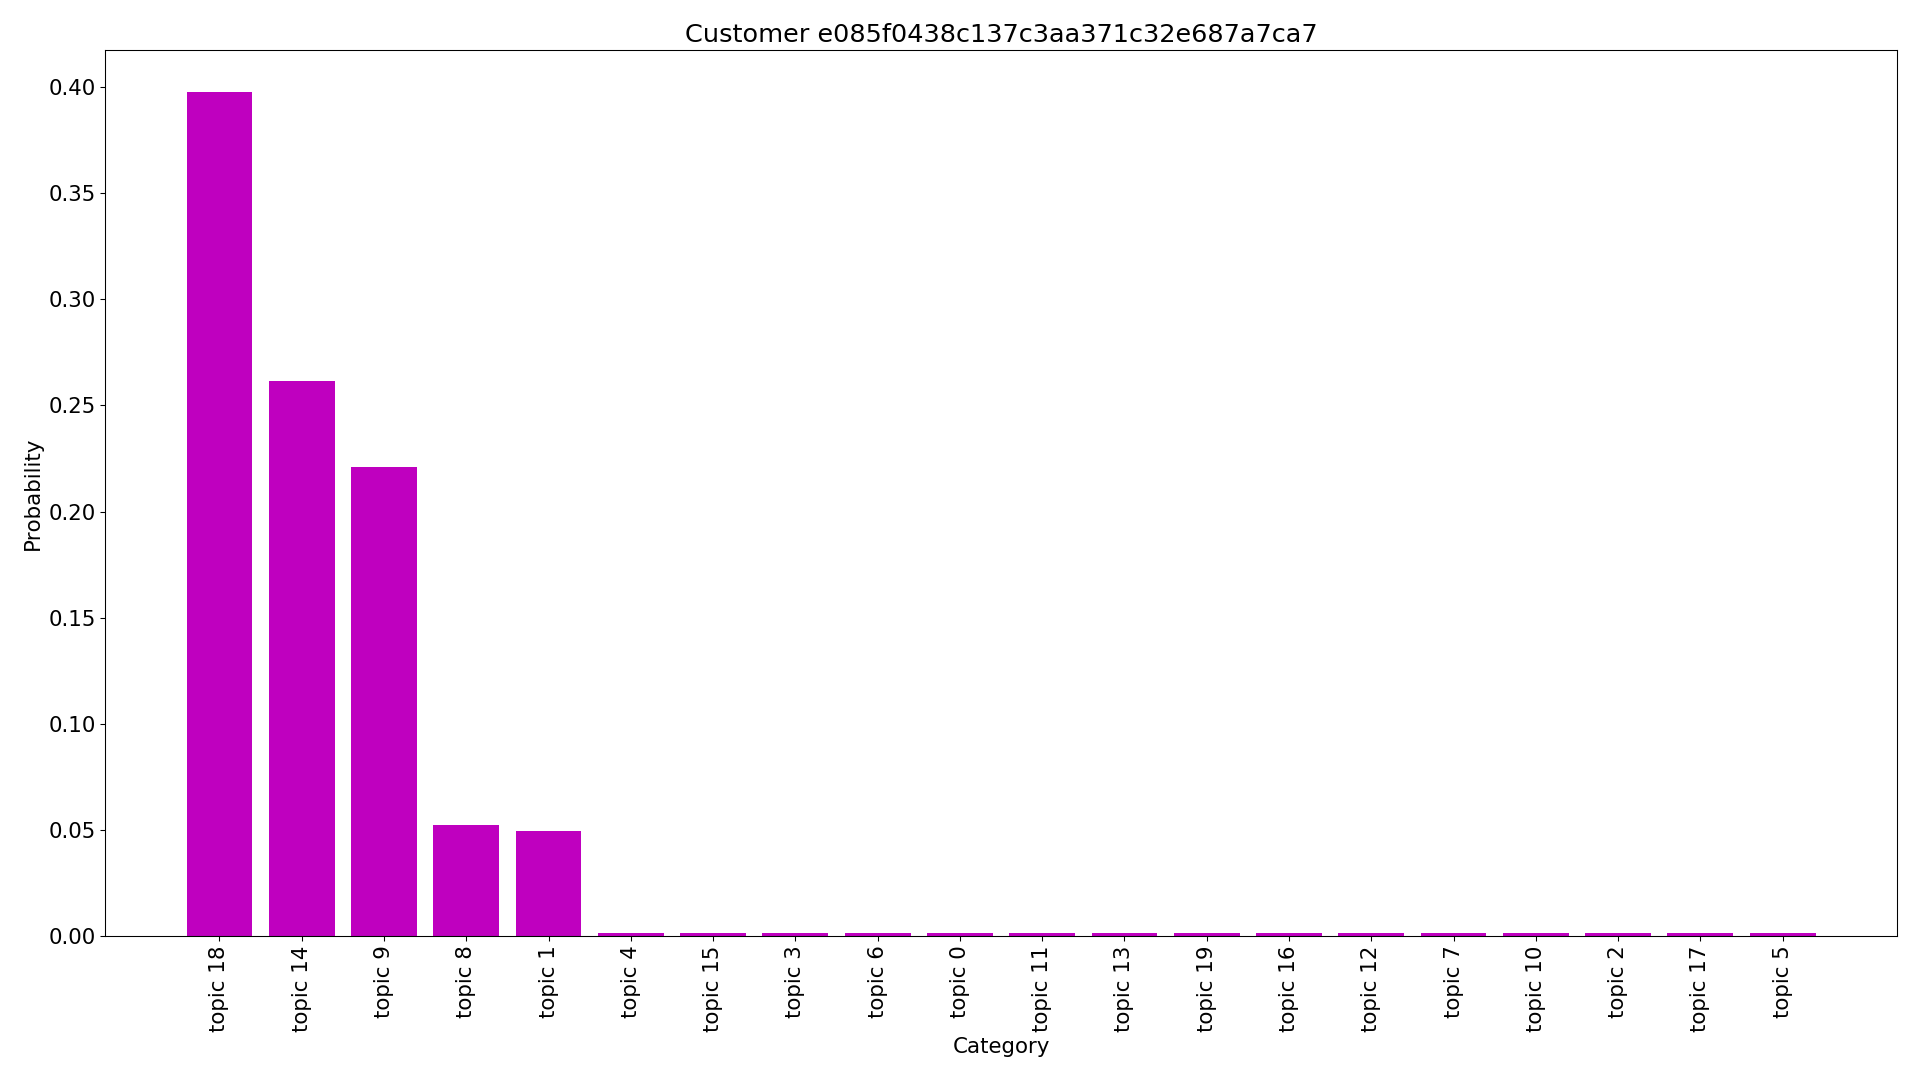 Customer e085f0438c137c3aa371c32e687a7ca7
0.40
0.35
0.30
0.25
0.20
0.15
0.10
0.05
0.00
Probability
topic 18
topic 14
topic 9
topic 8
topic 1
topic 4
topic 15
topic 3
topic 6
topic 0
topic 11
topic 13
topic 19
topic 16
topic 12
topic 7
topic 10
topic 2
topic 17
topic 5
Category